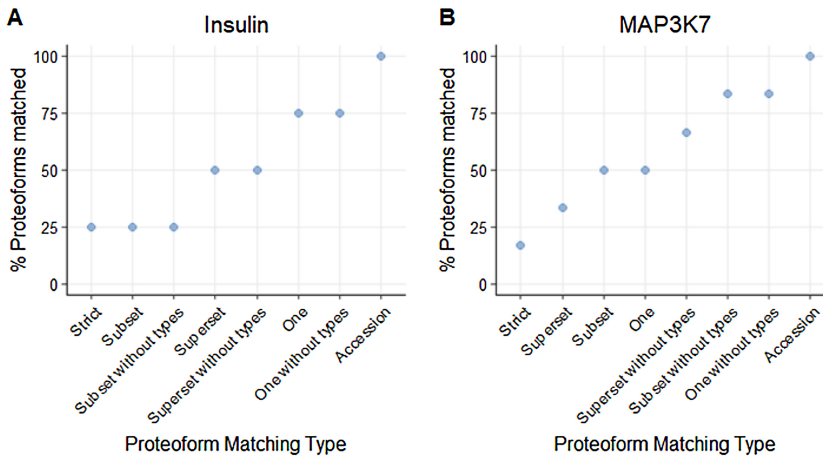 A
Insulin
% Proteoforms matched
100
75
50
25
0
Strict
Subset
Subset without types
Superset
Superset without types
One
One without types
Accession
Proteoform Matching Type
B
MAP3K7
% Proteoforms matched
100
75
50
25
0
Strict
Superset
Subset
One
Superset without types
Subset without types
One without types
Accession
Proteoform Matching Type